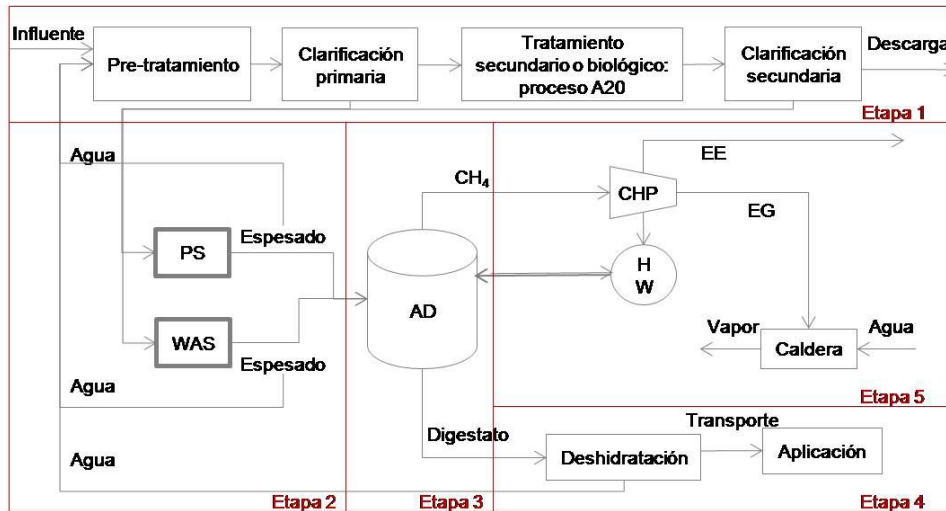 Influente
Pre-tratamiento
Clarificación
primaria
Tratamiento
secundario o biológico:
proceso A20
Clarificación
secundaria
Descarga
Etapa 1
Agua
PS
Espesado
WAS
Espesado
Agua
Agua
Etapa 2
CH₄
AD
Digestato
Etapa 3
EE
CHP
EG
H
W
Vapor
Caldera
Agua
Etapa 5
Transporte
Deshidratación
Aplicación
Etapa 4